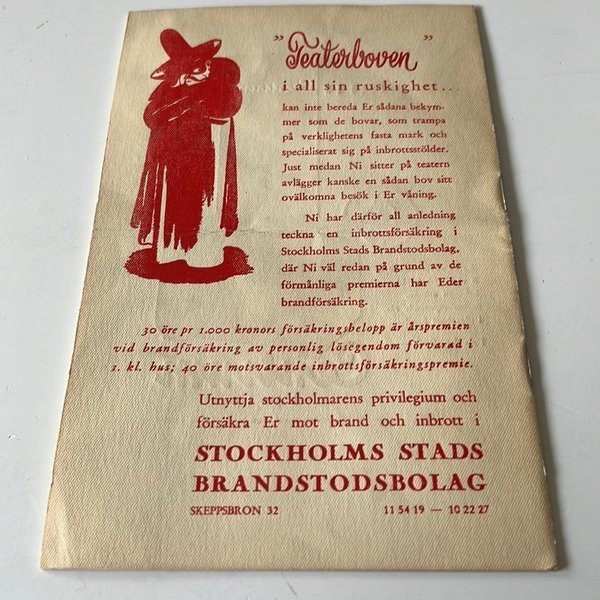 "Teaterboven"
i all sin ruskighet..
kan inte bereda Er sådana bekym-
mer som de bovar, som trampa
på verklighetens fasta mark och
specialiserat sig på inbrottsstölder.
Just medan Ni sitter på teatern
avlägger kanske en sådan bov sitt
ovälkomna besök i Er våning.
Ni har därför all anledning
teckna en inbrottsförsäkring i
Stockholms Stads Brandstodsbolag,
där Ni väl redan på grund av de
förmånliga premierna har Eder
brandförsäkring.
30 öre pr 1.000 kronors försäkringsbelopp är årspremien
vid brandförsäkring av personlig lösegendom förvarad i
1. kl. hus; 40 öre motsvarande inbrottsförsäkringspremie.
Utnyttja stockholmarens privilegium och
försäkra Er mot brand och inbrott i
STOCKHOLMS STADS
BRANDSTODSBOLAG
SKEPPSBRON 32 11 54 19 — 10 22 27